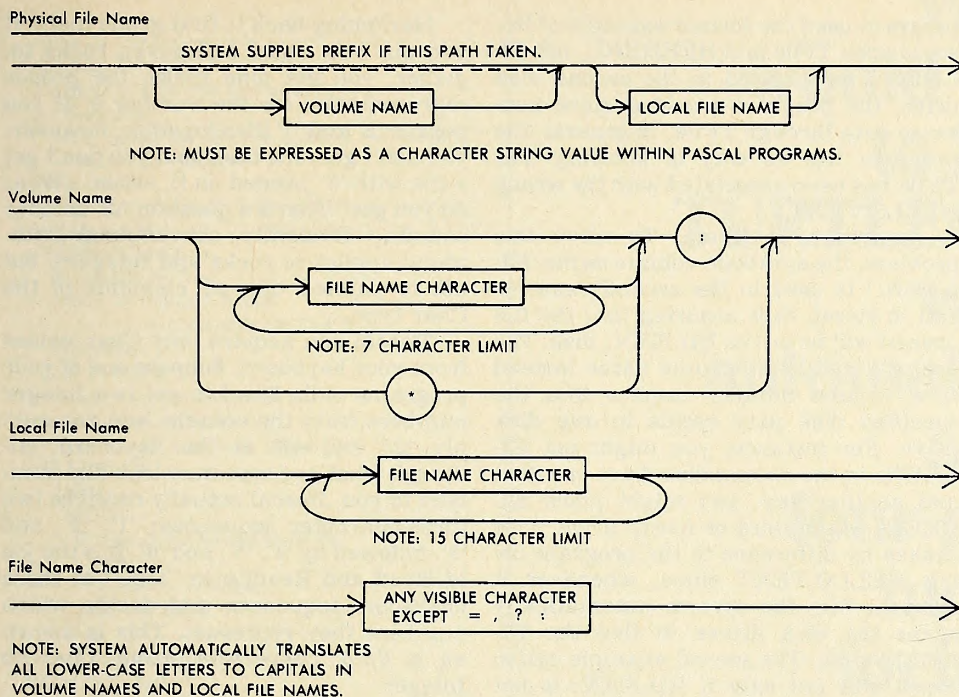 Physical File Name
SYSTEM SUPPLIES PREFIX IF THIS PATH TAKEN.
VOLUME NAME
LOCAL FILE NAME
NOTE: MUST BE EXPRESSED AS A CHARACTER STRING VALUE WITHIN PASCAL PROGRAMS.
Volume Name
:
FILE NAME CHARACTER
NOTE: 7 CHARACTER LIMIT
*
Local File Name
FILE NAME CHARACTER
NOTE: 15 CHARACTER LIMIT
File Name Character
ANY VISIBLE CHARACTER
EXCEPT = , ? :
NOTE: SYSTEM AUTOMATICALLY TRANSLATES
ALL LOWER-CASE LETTERS TO CAPITALS IN
VOLUME NAMES AND LOCAL FILE NAMES.